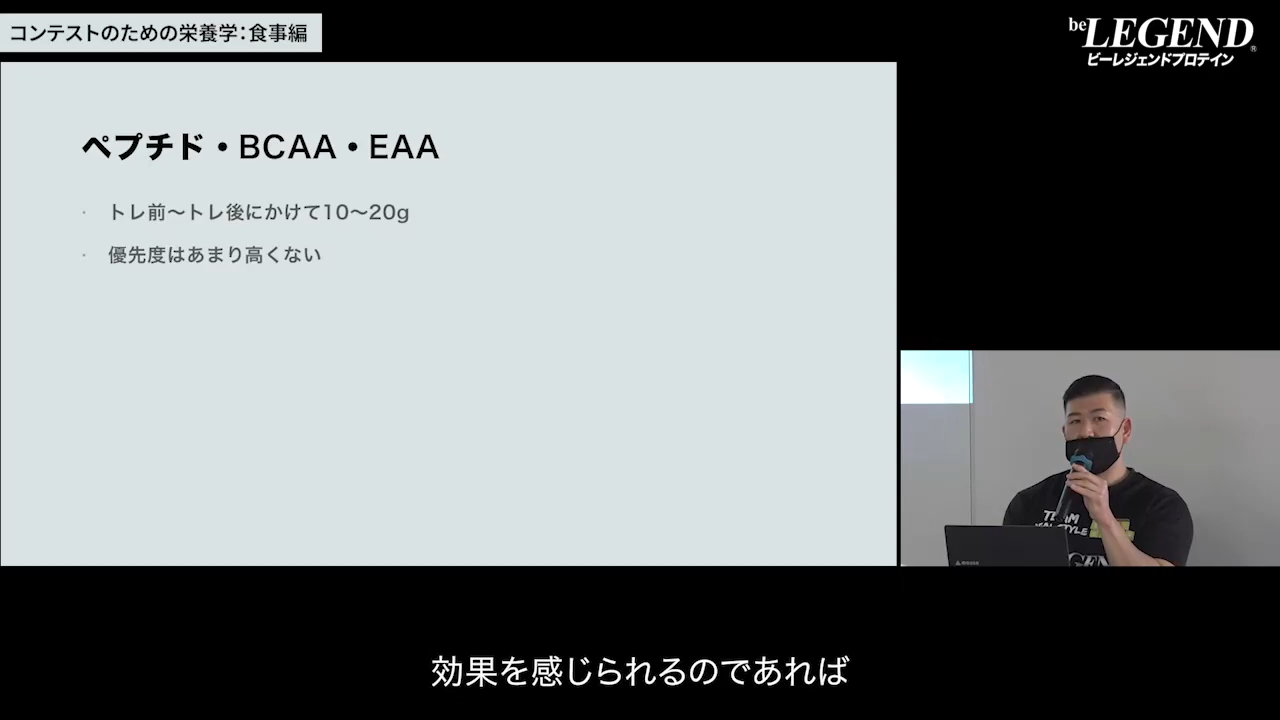 コンテストのための栄養学：食事編
be LEGEND®
ビーレジェンドプロテイン
ペプチド・BCAA・EAA
・ トレ前〜トレ後にかけて10〜20g
・ 優先度はあまり高くない
TEAM
STYLE
GEN
効果を感じられるのであれば